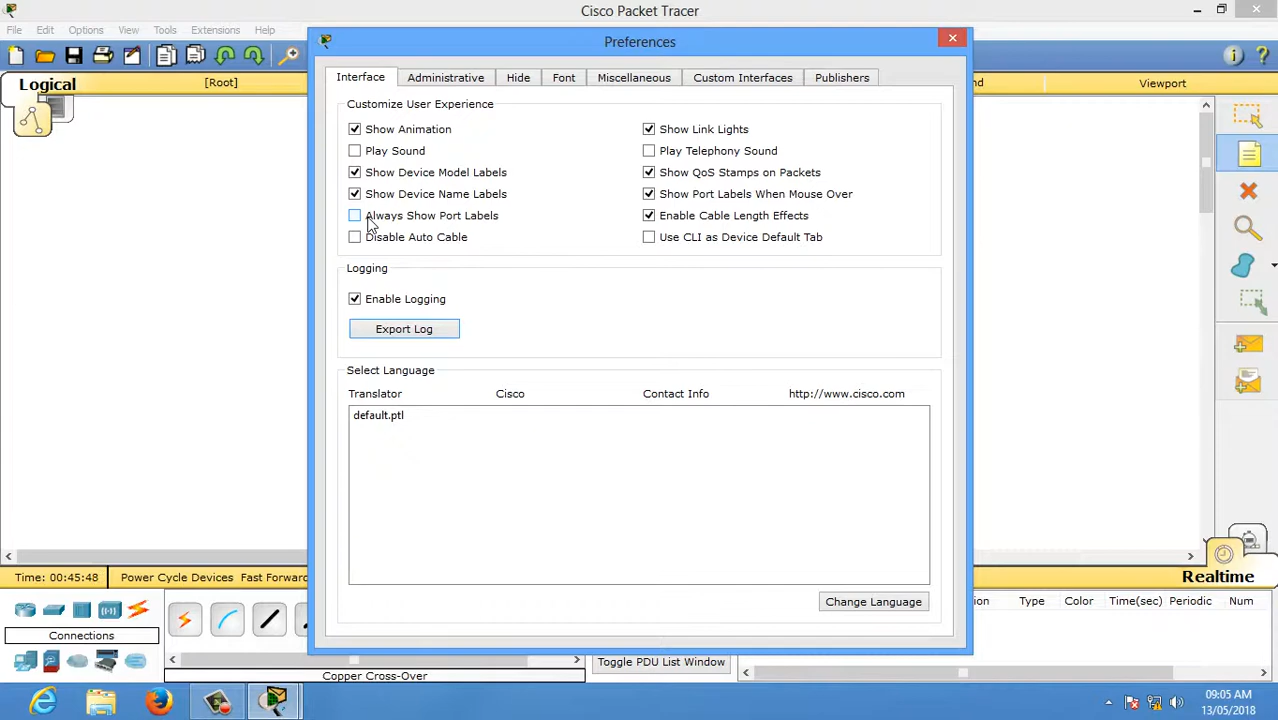 Cisco Packet Tracer
File Edit Options View Tools Extensions Help
Preferences
Logical
[Root]
nd
Viewport
Interface Administrative Hide Font Miscellaneous Custom Interfaces Publishers
Customize User Experience
Show Animation
Show Link Lights
Play Sound
Play Telephony Sound
Show Device Model Labels
Show QoS Stamps on Packets
Show Device Name Labels
Show Port Labels When Mouse Over
Always Show Port Labels
Enable Cable Length Effects
Disable Auto Cable
Use CLI as Device Default Tab
Logging
Enable Logging
Export Log
Select Language
Translator Cisco Contact Info http://www.cisco.com
default.ptl
Change Language
Time: 00:45:48 Power Cycle Devices Fast Forward
Realtime
tion Type Color Time(sec) Periodic Num
Connections
Toggle PDU List Window
Copper Cross-Over
09:05 AM
13/05/2018